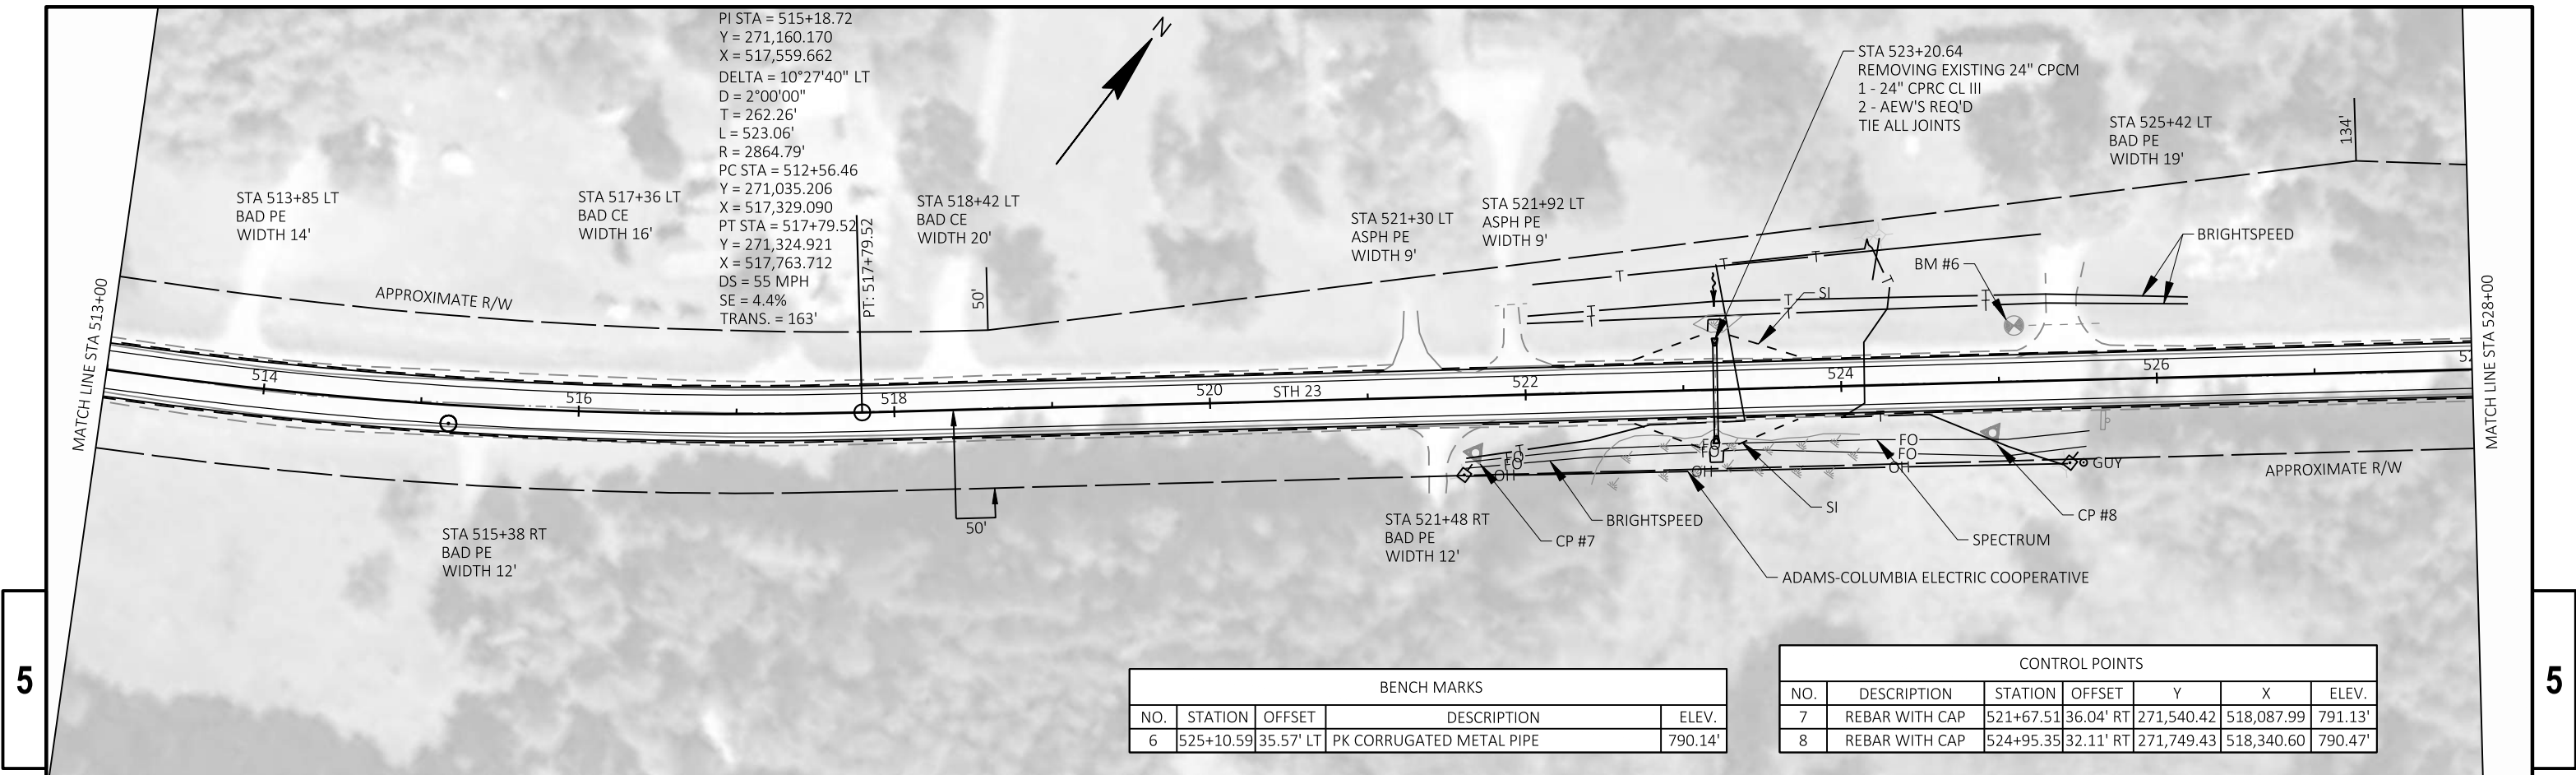 PI STA = 515+18.72
Y = 271,160.170
X = 517,559.662
DELTA = 10°27'40" LT
D = 2°00'00"
T = 262.26'
L = 523.06'
R = 2864.79'
PC STA = 512+56.46
Y = 271,035.206
X = 517,329.090
PT STA = 517+79.52
Y = 271,324.921
X = 517,763.712
DS = 55 MPH
SE = 4.4%
TRANS. = 163'
N
STA 523+20.64
REMOVING EXISTING 24" CPCM
1 - 24" CPRC CL III
2 - AEW'S REQ'D
TIE ALL JOINTS
STA 525+42 LT
BAD PE
WIDTH 19'
134'
STA 513+85 LT
BAD PE
WIDTH 14'
STA 517+36 LT
BAD CE
WIDTH 16'
PT: 517+79.52
STA 518+42 LT
BAD CE
WIDTH 20'
50'
STA 521+30 LT
ASPH PE
WIDTH 9'
STA 521+92 LT
ASPH PE
WIDTH 9'
BRIGHTSPEED
BM #6
SI
T
T
T
T
T
T
T
T
T
T
APPROXIMATE R/W
MATCH LINE STA 513+00
MATCH LINE STA 528+00
514
516
518
520
STH 23
522
524
526
52
T
T
FO
FO
FO
FO
FO
FO
OH
OH
OH
GUY
APPROXIMATE R/W
50'
STA 515+38 RT
BAD PE
WIDTH 12'
STA 521+48 RT
BAD PE
WIDTH 12'
CP #7
BRIGHTSPEED
SI
SPECTRUM
CP #8
ADAMS-COLUMBIA ELECTRIC COOPERATIVE
5
5
BENCH MARKS
NO. STATION OFFSET DESCRIPTION ELEV.
6 525+10.59 35.57' LT PK CORRUGATED METAL PIPE 790.14'
CONTROL POINTS
NO. DESCRIPTION STATION OFFSET Y X ELEV.
7 REBAR WITH CAP 521+67.51 36.04' RT 271,540.42 518,087.99 791.13'
8 REBAR WITH CAP 524+95.35 32.11' RT 271,749.43 518,340.60 790.47'